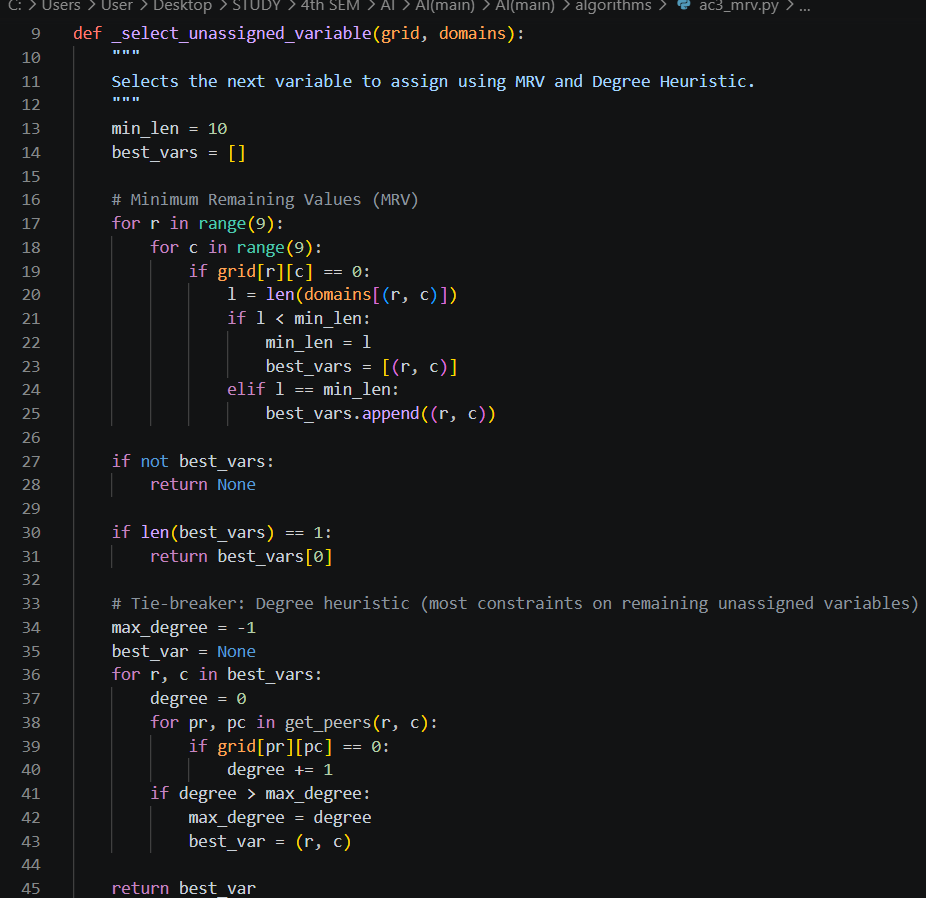 C: > Users > User > Desktop > STUDY > 4th SEM > AI > AI(main) > AI(main) > algorithms > ac3_mrv.py > ...
9 def _select_unassigned_variable(grid, domains):
10     """
11     Selects the next variable to assign using MRV and Degree Heuristic.
12     """
13     min_len = 10
14     best_vars = []
15
16     # Minimum Remaining Values (MRV)
17     for r in range(9):
18         for c in range(9):
19             if grid[r][c] == 0:
20                 l = len(domains[(r, c)])
21                 if l < min_len:
22                     min_len = l
23                     best_vars = [(r, c)]
24                 elif l == min_len:
25                     best_vars.append((r, c))
26
27     if not best_vars:
28         return None
29
30     if len(best_vars) == 1:
31         return best_vars[0]
32
33     # Tie-breaker: Degree heuristic (most constraints on remaining unassigned variables)
34     max_degree = -1
35     best_var = None
36     for r, c in best_vars:
37         degree = 0
38         for pr, pc in get_peers(r, c):
39             if grid[pr][pc] == 0:
40                 degree += 1
41         if degree > max_degree:
42             max_degree = degree
43             best_var = (r, c)
44
45     return best_var